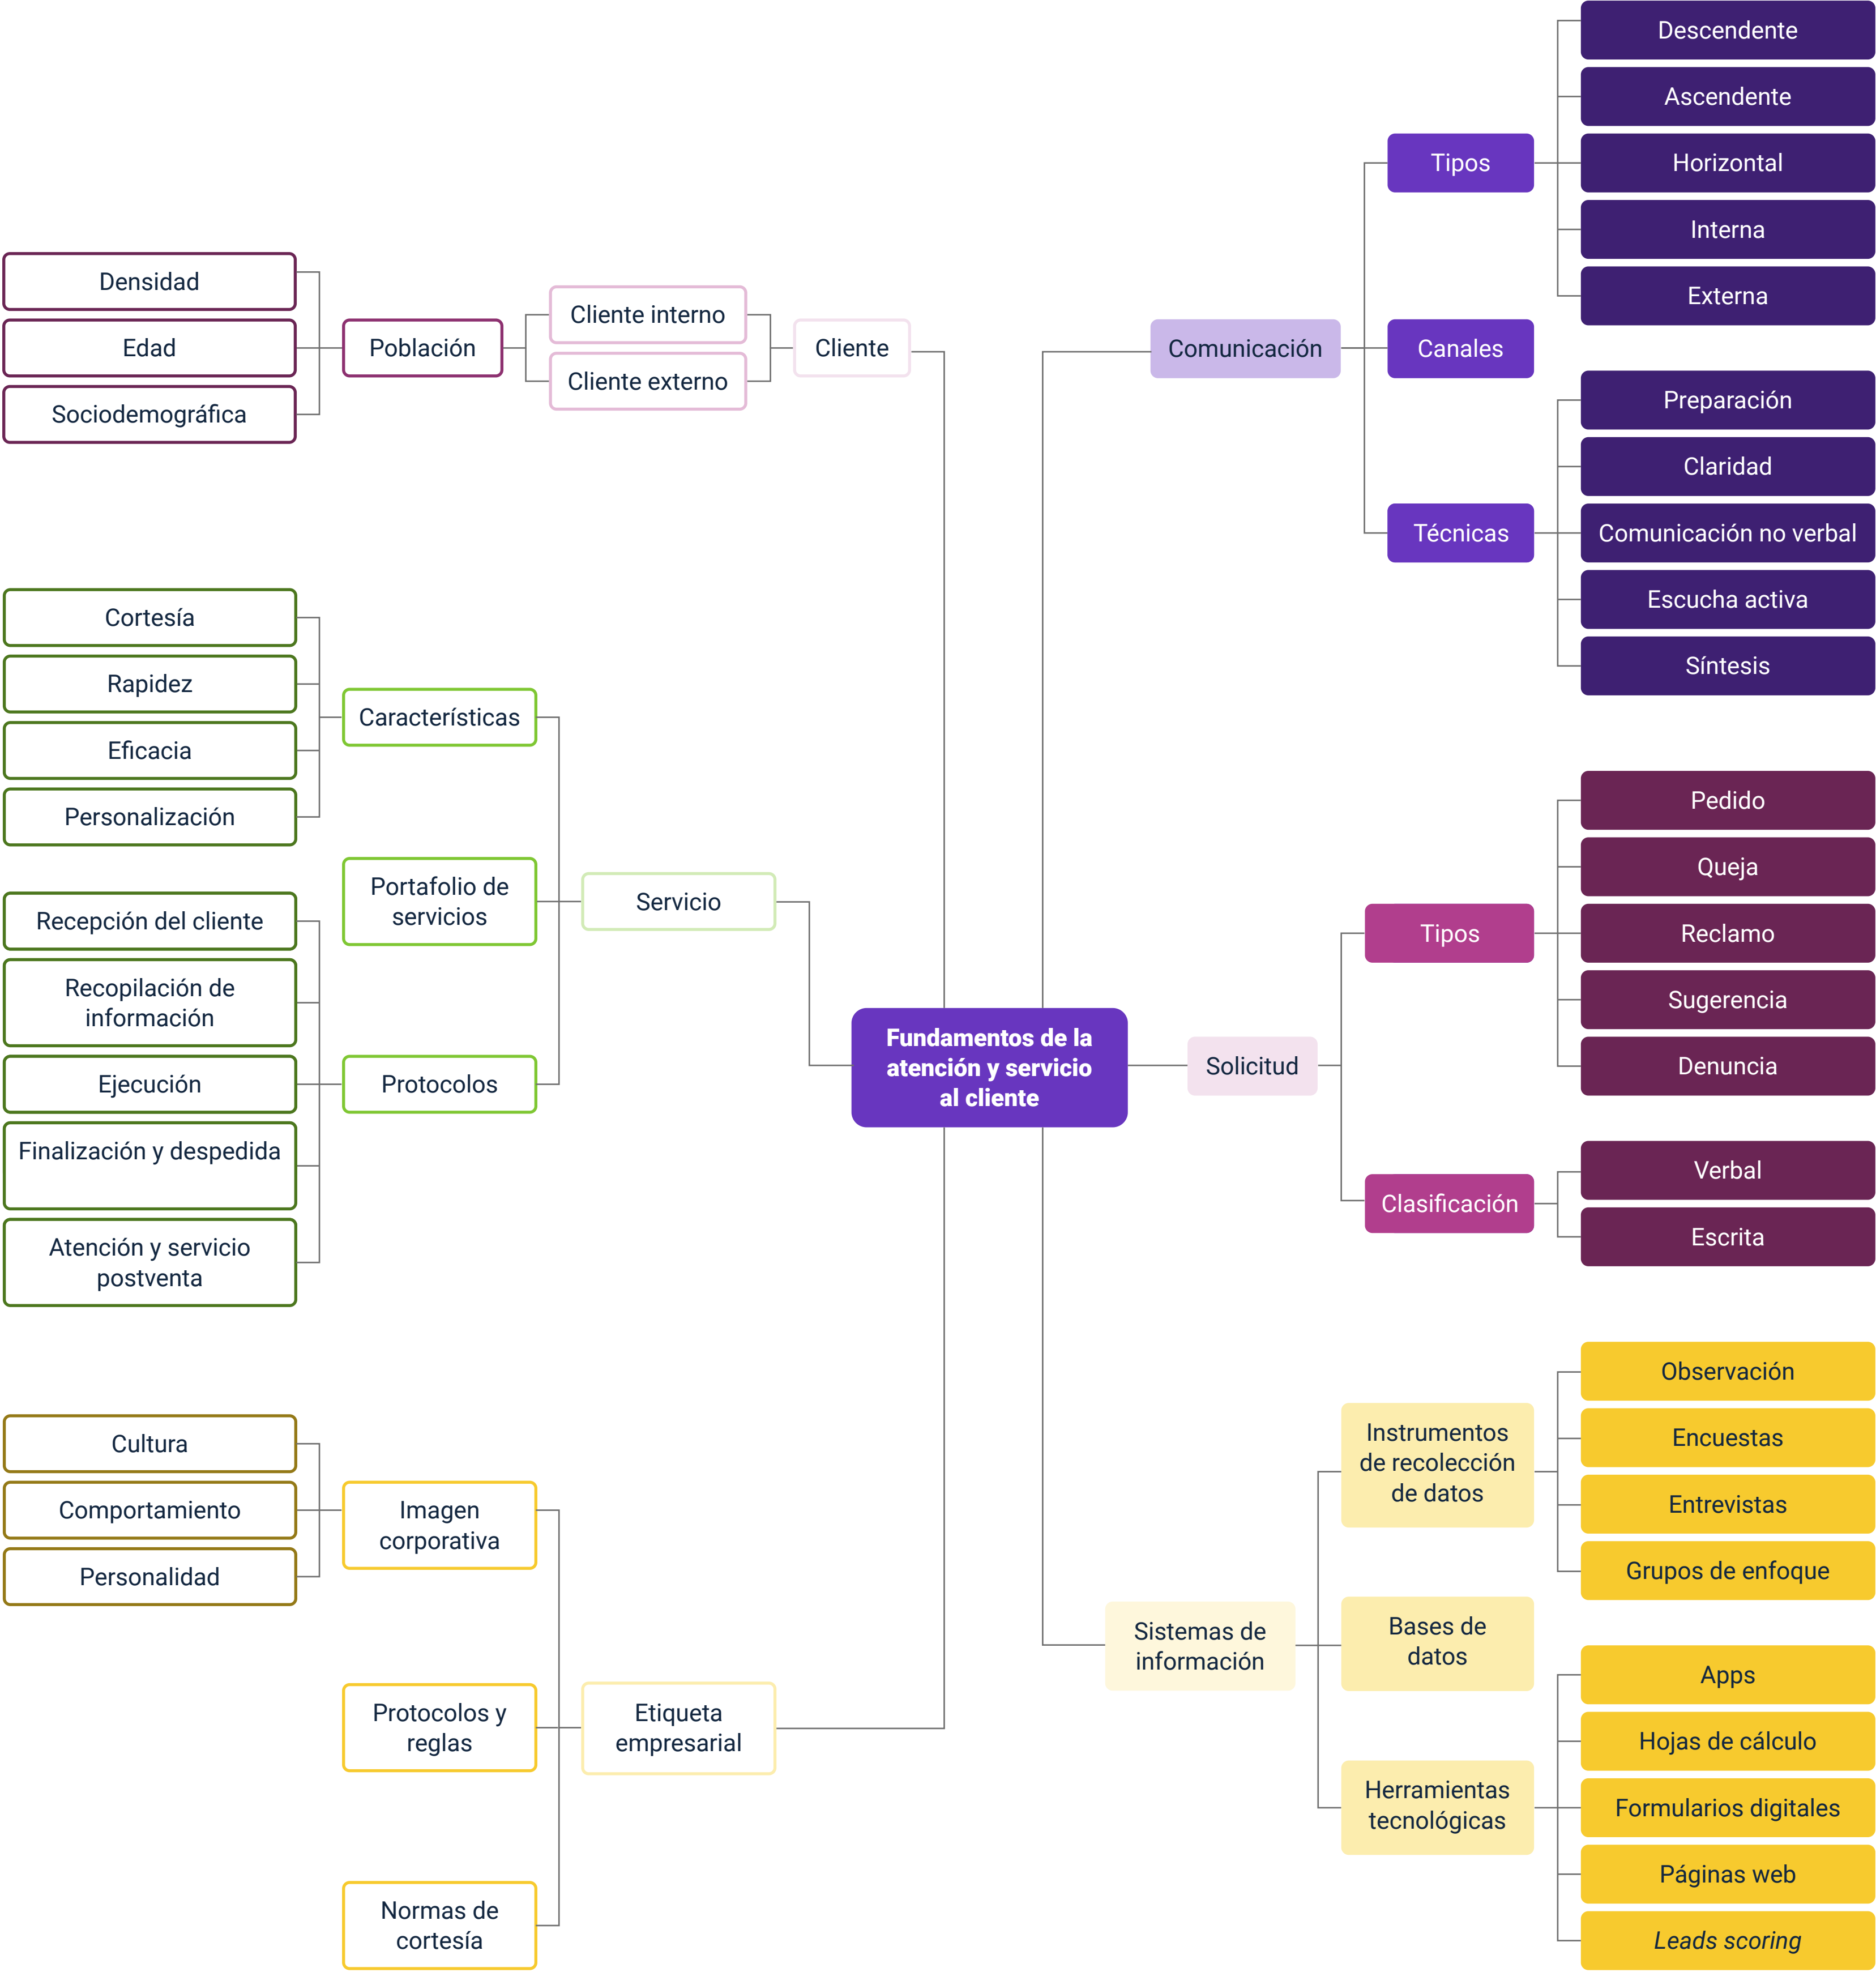 Fundamentos de la
atención y servicio
al cliente
Cliente
Cliente interno
Cliente externo
Población
Densidad
Edad
Sociodemográfica
Servicio
Características
Cortesía
Rapidez
Eficacia
Personalización
Portafolio de
servicios
Protocolos
Recepción del cliente
Recopilación de
información
Ejecución
Finalización y despedida
Atención y servicio
postventa
Etiqueta
empresarial
Imagen
corporativa
Cultura
Comportamiento
Personalidad
Protocolos y
reglas
Normas de
cortesía
Comunicación
Tipos
Descendente
Ascendente
Horizontal
Interna
Externa
Canales
Técnicas
Preparación
Claridad
Comunicación no verbal
Escucha activa
Síntesis
Solicitud
Tipos
Pedido
Queja
Reclamo
Sugerencia
Denuncia
Clasificación
Verbal
Escrita
Sistemas de
información
Instrumentos
de recolección
de datos
Observación
Encuestas
Entrevistas
Grupos de enfoque
Bases de
datos
Herramientas
tecnológicas
Apps
Hojas de cálculo
Formularios digitales
Páginas web
Leads scoring